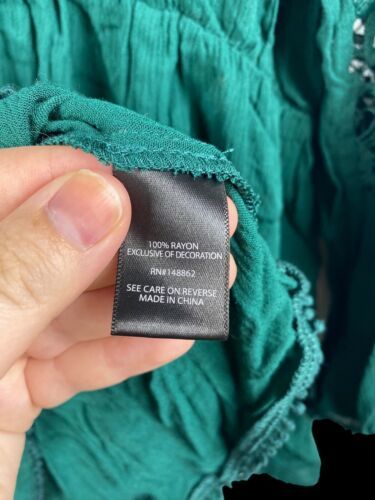 100% RAYON
EXCLUSIVE OF DECORATION
RN#148862
SEE CARE ON REVERSE
MADE IN CHINA